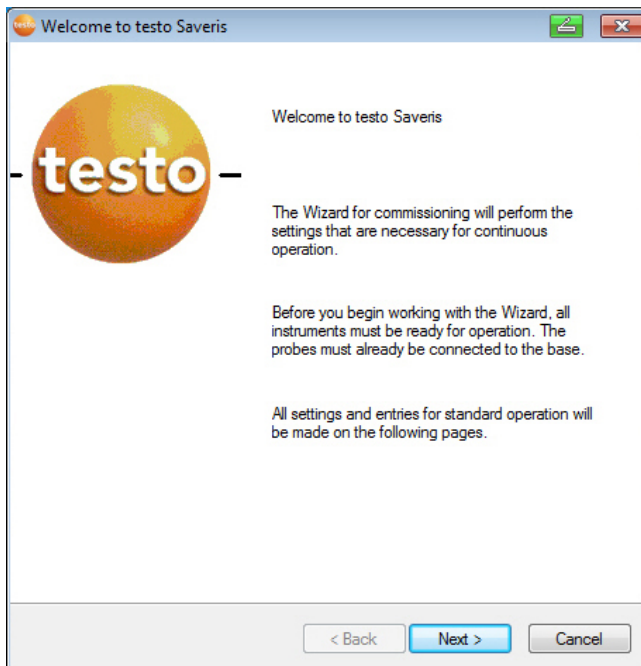 testo Welcome to testo Saveris
Welcome to testo Saveris
testo
The Wizard for commissioning will perform the
settings that are necessary for continuous
operation.
Before you begin working with the Wizard, all
instruments must be ready for operation. The
probes must already be connected to the base.
All settings and entries for standard operation will
be made on the following pages.
< Back Next > Cancel